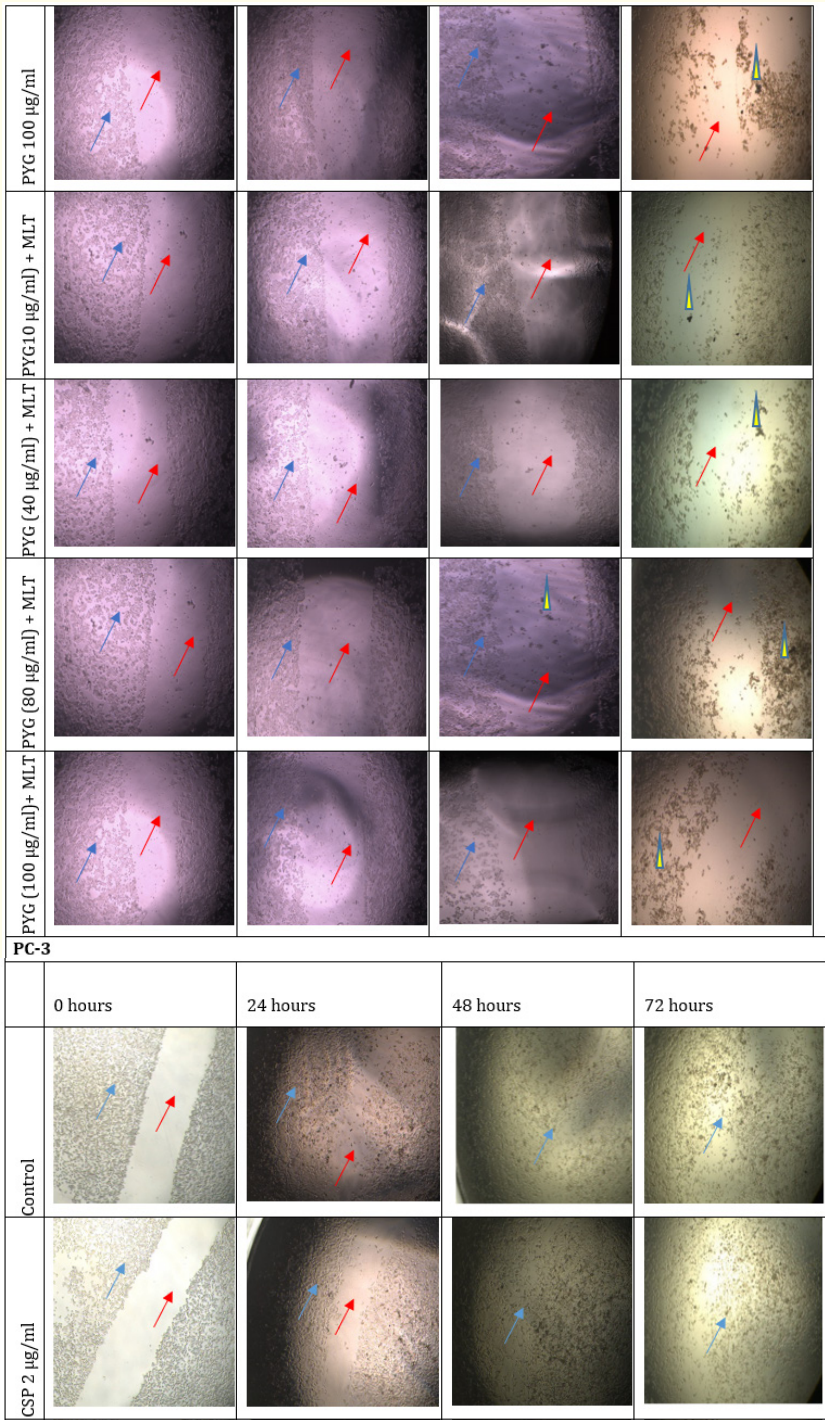 PYG 100 µg/ml
PYG10 µg/ml) + MLT
PYG (40 µg/ml) + MLT
PYG (80 µg/ml) + MLT
PYG (100 µg/ml)+ MLT
PC-3
0 hours 24 hours 48 hours 72 hours
Control
CSP 2 µg/ml